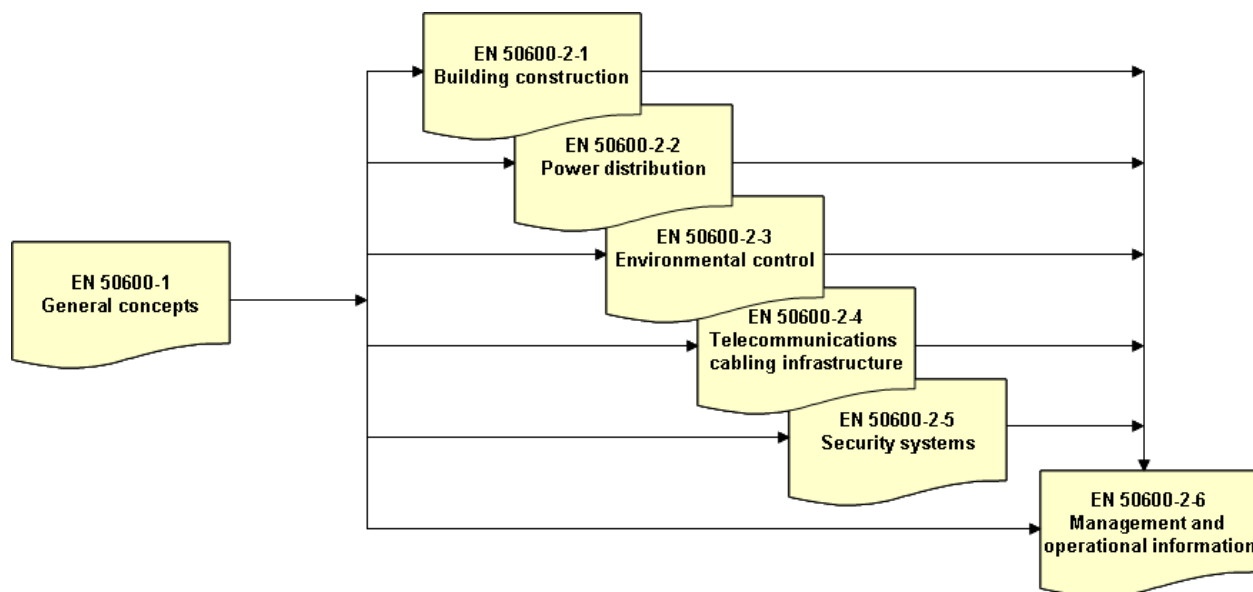 EN 50600-2-1
Building construction
EN 50600-2-2
Power distribution
EN 50600-2-3
Environmental control
EN 50600-1
General concepts
EN 50600-2-4
Telecommunications
cabling infrastructure
EN 50600-2-5
Security systems
EN 50600-2-6
Management and
operational information